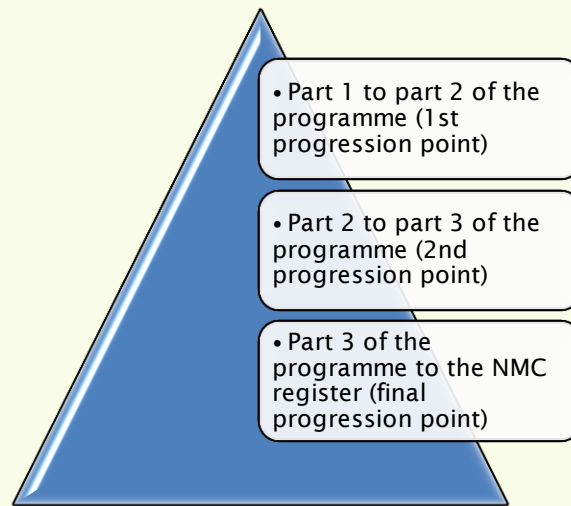 • Part 1 to part 2 of the
programme (1st
progression point)
• Part 2 to part 3 of the
programme (2nd
progression point)
• Part 3 of the
programme to the NMC
register (final
progression point)